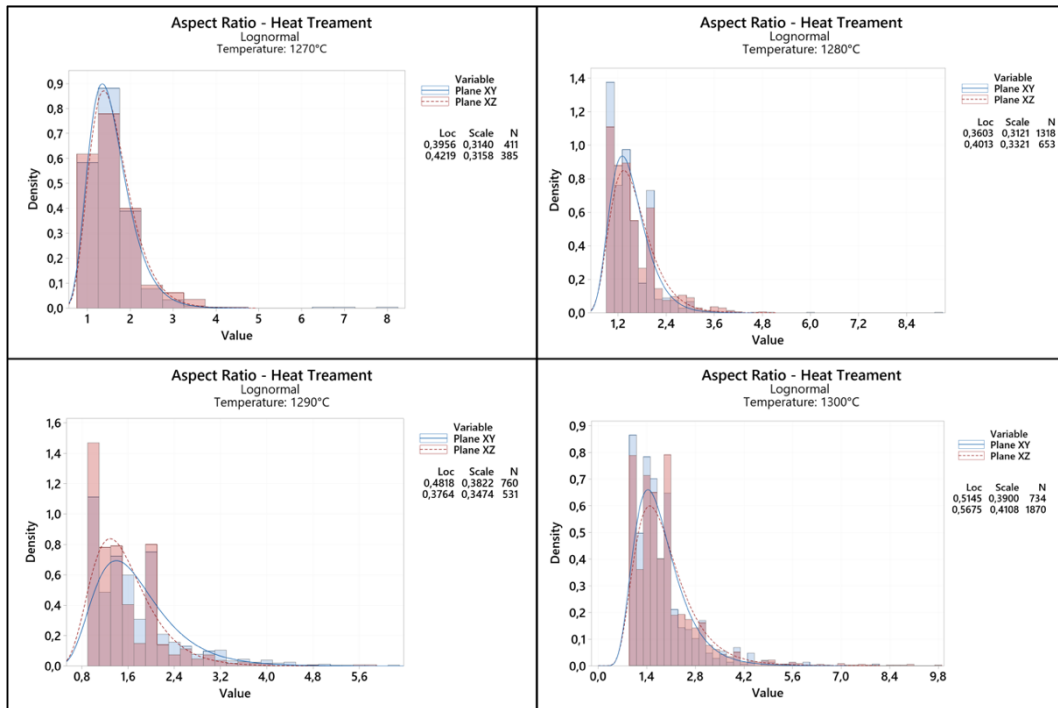 Aspect Ratio - Heat Treament
Lognormal
Temperature: 1270°C
Variable
Plane XY
Plane XZ
Loc Scale N
0,3956 0,3140 411
0,4219 0,3158 385
0,9
0,8
0,7
0,6
0,5
0,4
0,3
0,2
0,1
0,0
Density
1 2 3 4 5 6 7 8
Value
Aspect Ratio - Heat Treament
Lognormal
Temperature: 1280°C
Variable
Plane XY
Plane XZ
Loc Scale N
0,3603 0,3121 1318
0,4013 0,3321 653
1,4
1,2
1,0
0,8
0,6
0,4
0,2
0,0
Density
1,2 2,4 3,6 4,8 6,0 7,2 8,4
Value
Aspect Ratio - Heat Treament
Lognormal
Temperature: 1290°C
Variable
Plane XY
Plane XZ
Loc Scale N
0,4818 0,3822 760
0,3764 0,3474 531
1,6
1,4
1,2
1,0
0,8
0,6
0,4
0,2
0,0
Density
0,8 1,6 2,4 3,2 4,0 4,8 5,6
Value
Aspect Ratio - Heat Treament
Lognormal
Temperature: 1300°C
Variable
Plane XY
Plane XZ
Loc Scale N
0,5145 0,3900 734
0,5675 0,4108 1870
0,9
0,8
0,7
0,6
0,5
0,4
0,3
0,2
0,1
0,0
Density
0,0 1,4 2,8 4,2 5,6 7,0 8,4 9,8
Value